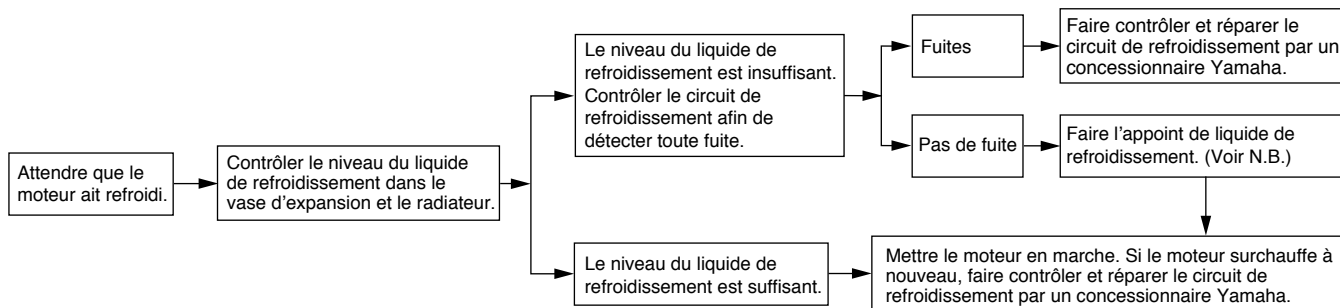 Attendre que le
moteur ait refroidi.
Contrôler le niveau du liquide
de refroidissement dans le
vase d'expansion et le radiateur.
Le niveau du liquide de
refroidissement est insuffisant.
Contrôler le circuit de
refroidissement afin de
détecter toute fuite.
Fuites
Faire contrôler et réparer le
circuit de refroidissement par un
concessionnaire Yamaha.
Pas de fuite
Faire l'appoint de liquide de
refroidissement. (Voir N.B.)
Le niveau du liquide de
refroidissement est suffisant.
Mettre le moteur en marche. Si le moteur surchauffe à
nouveau, faire contrôler et réparer le circuit de
refroidissement par un concessionnaire Yamaha.